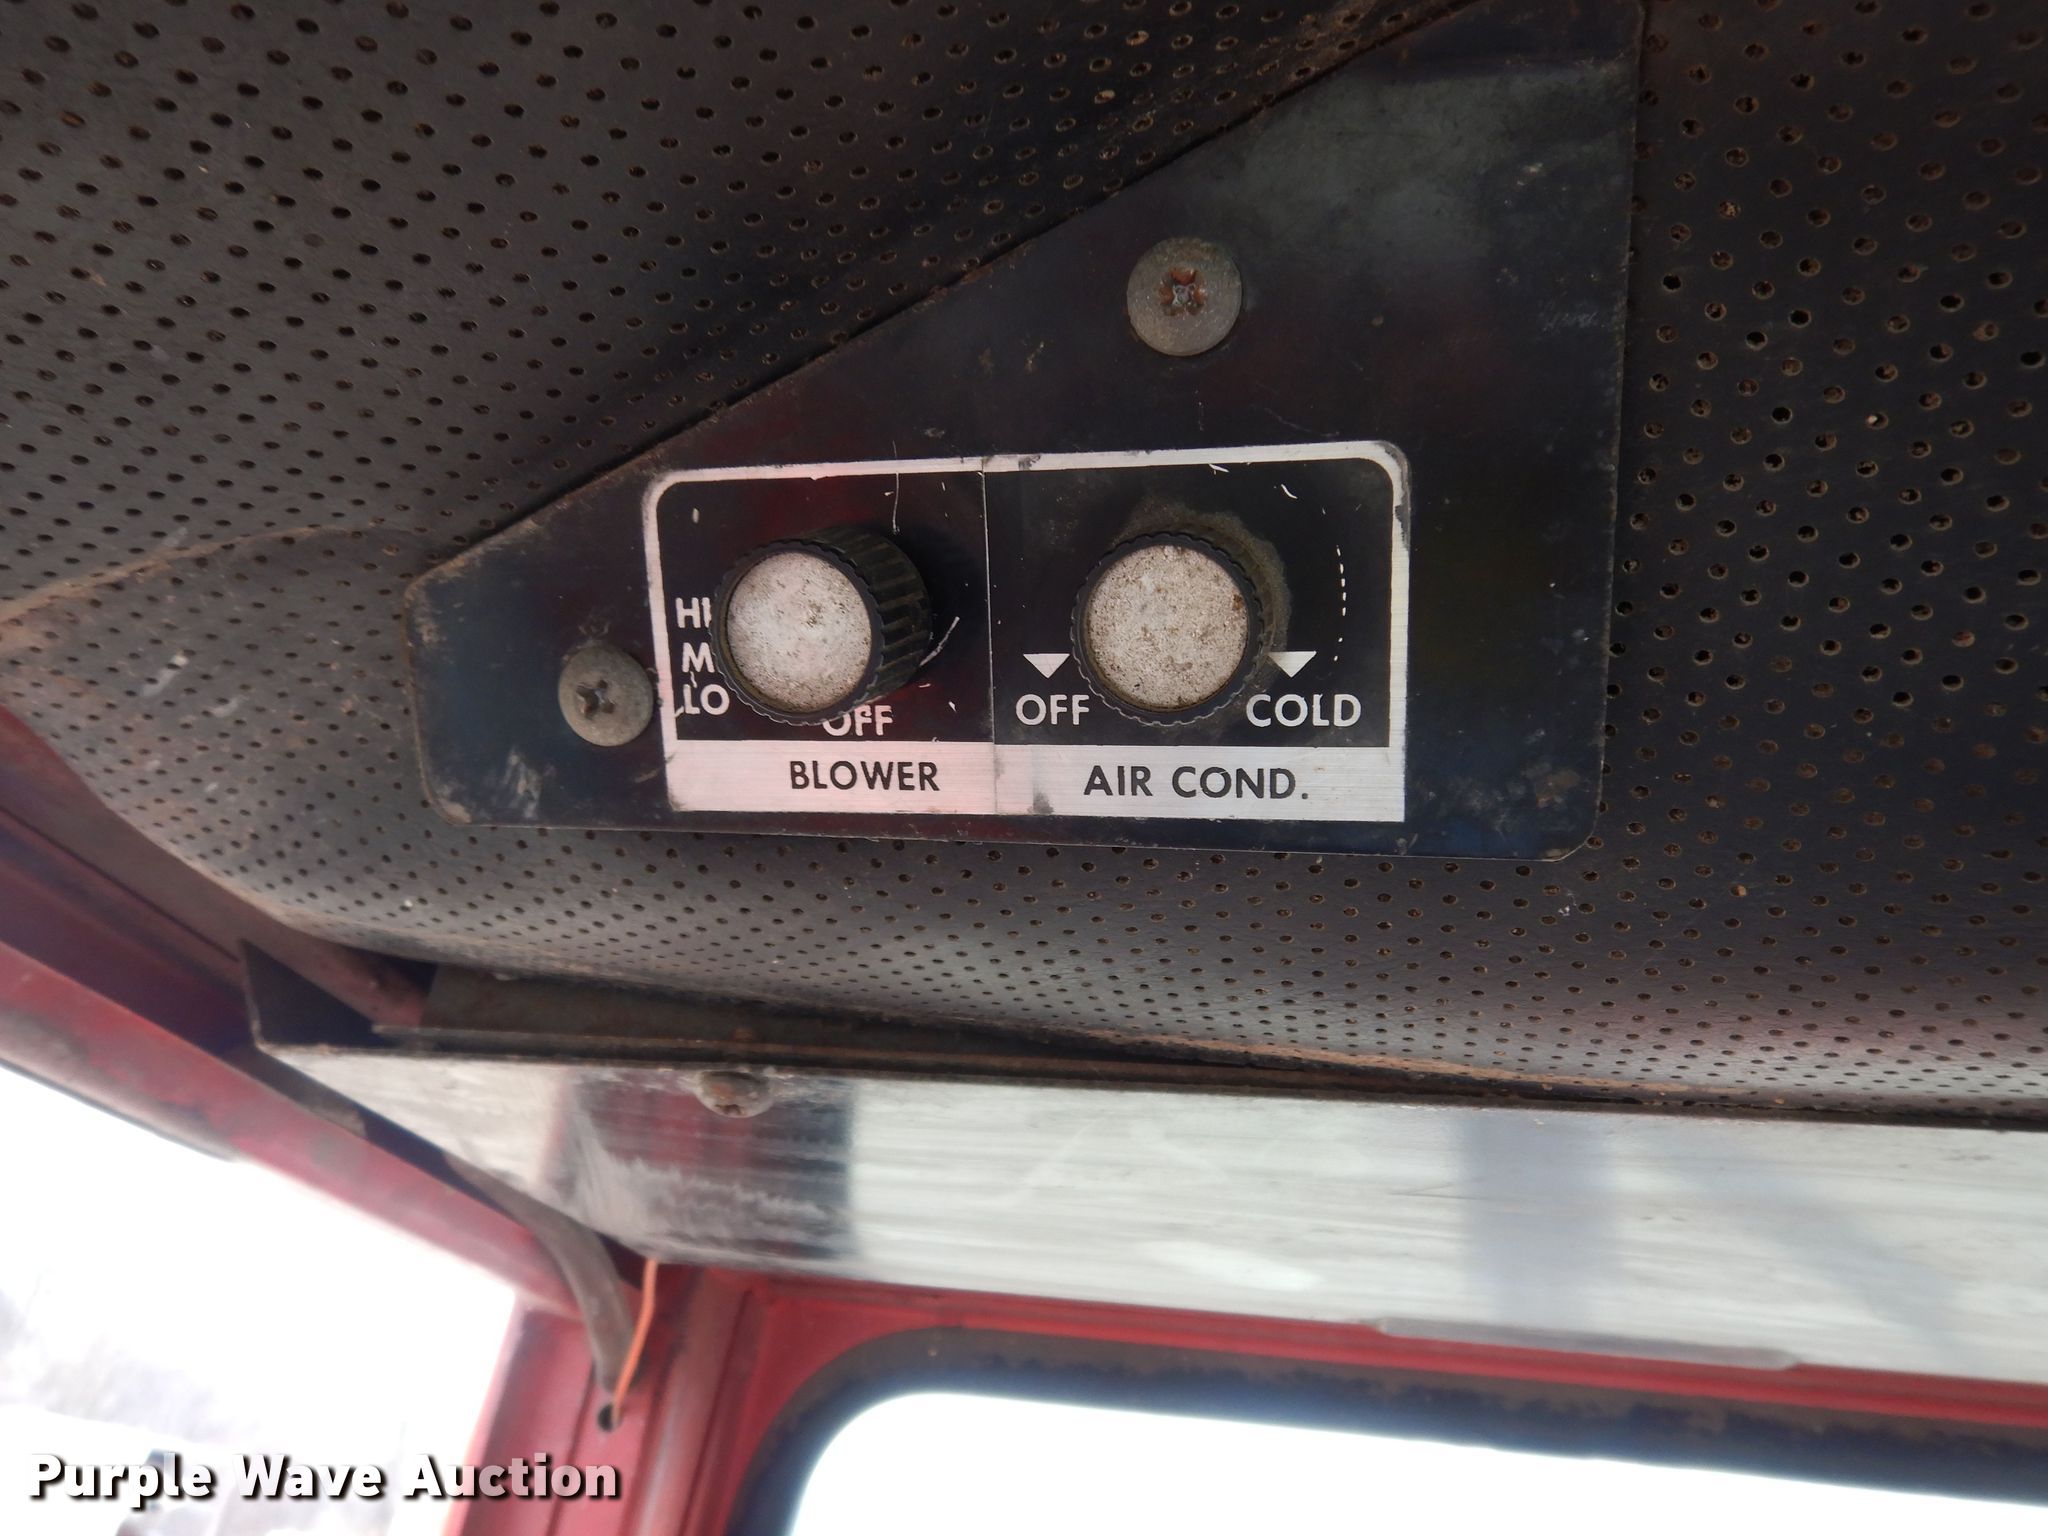 HI
M
LO
OFF
BLOWER
OFF
COLD
AIR COND.
Purple Wave Auction